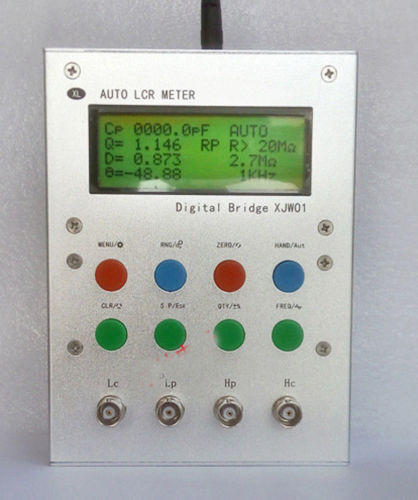 XL AUTO LCR METER
Cp 0000.0pF AUTO
Q= 1.146 RP R> 20MΩ
D= 0.873 2.7MΩ
θ=-48.88 1KHz
Digital Bridge XJW01
MENU/ RNG/ ZERO/ HAND/Aut
CLR/ S P/Esc QTY/±% FREQ/
Lc Lp Hp Hc